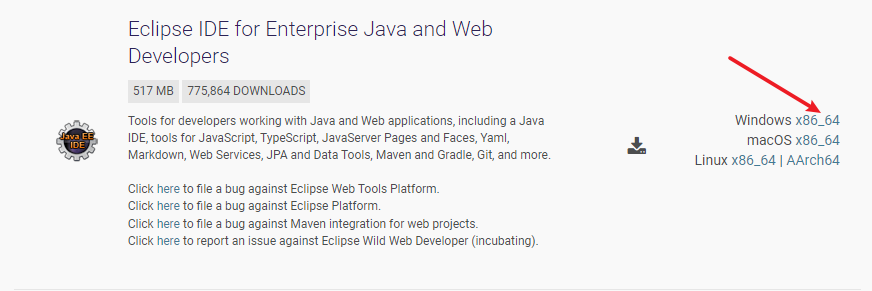 Eclipse IDE for Enterprise Java and Web
Developers
517 MB 775,864 DOWNLOADS
Tools for developers working with Java and Web applications, including a Java
IDE, tools for JavaScript, TypeScript, JavaServer Pages and Faces, Yaml,
Markdown, Web Services, JPA and Data Tools, Maven and Gradle, Git, and more.
Click here to file a bug against Eclipse Web Tools Platform.
Click here to file a bug against Eclipse Platform.
Click here to file a bug against Maven integration for web projects.
Click here to report an issue against Eclipse Wild Web Developer (incubating).
Java EE
IDE
Windows x86_64
macOS x86_64
Linux x86_64 | AArch64